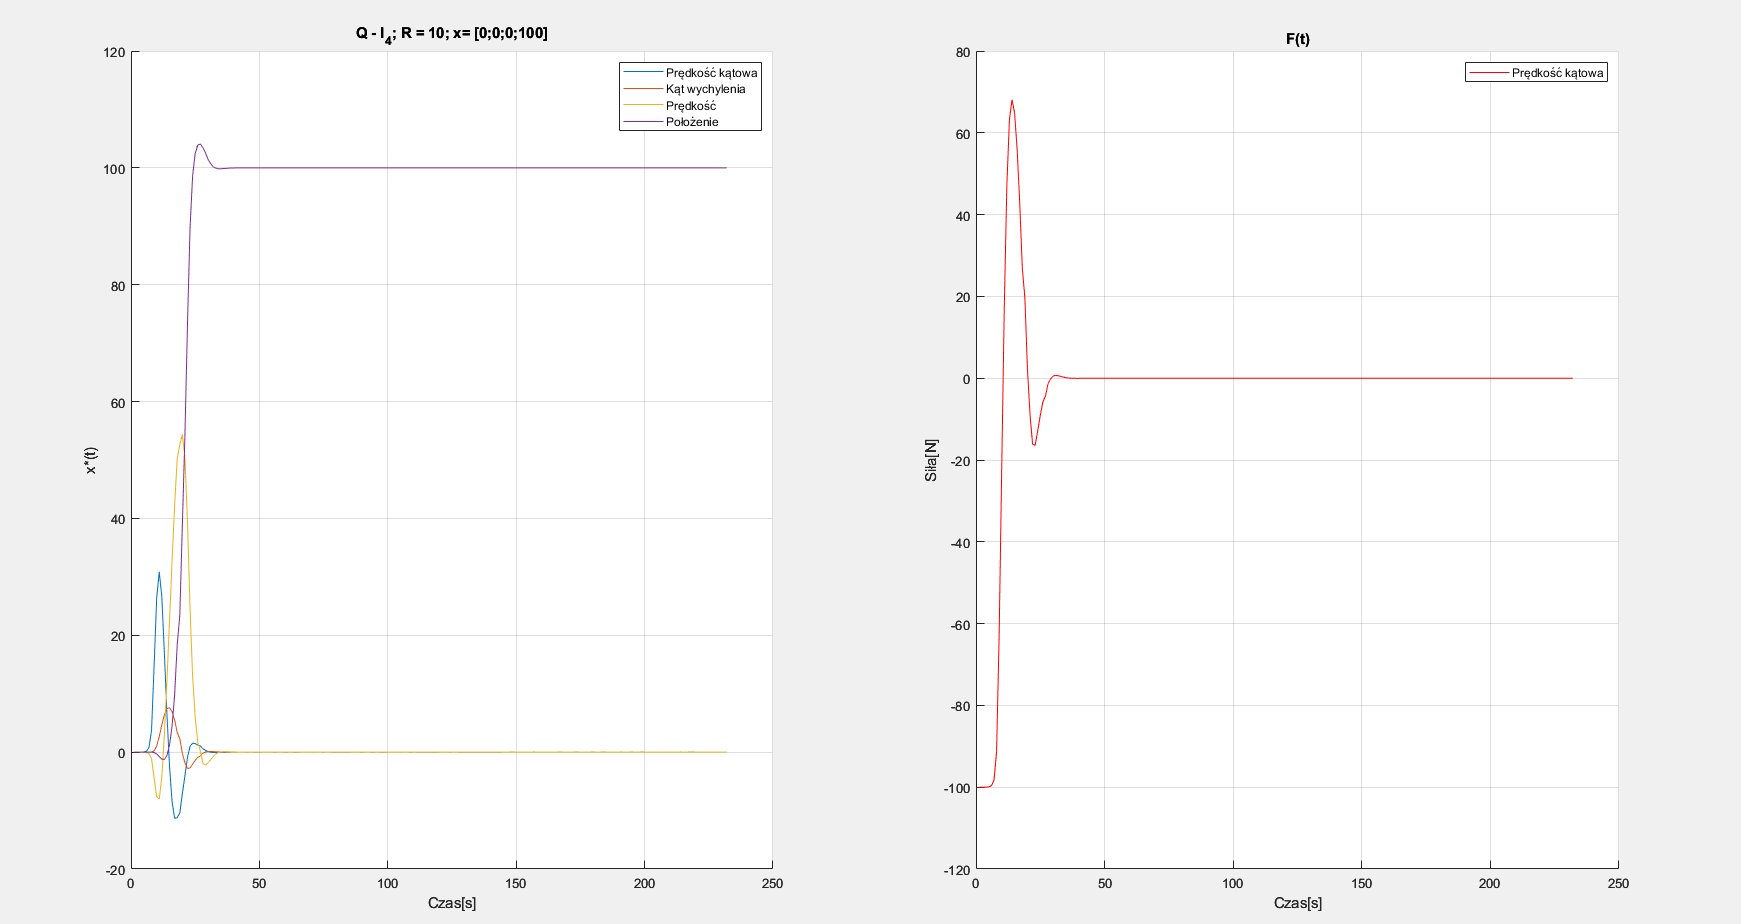 Q - I4; R = 10; x= [0;0;0;100]
120
100
80
60
40
20
0
-20
0 50 100 150 200 250
x*(t)
Czas[s]
Prędkość kątowa
Kąt wychylenia
Prędkość
Położenie
F(t)
80
60
40
20
0
-20
-40
-60
-80
-100
-120
0 50 100 150 200 250
Siła[N]
Czas[s]
Prędkość kątowa